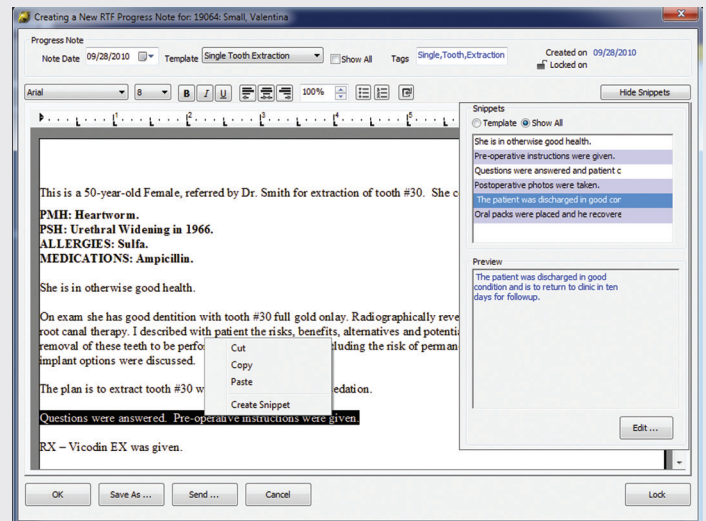 Creating a New RTF Progress Note for: 19064: Small, Valentina
Progress Note
Note Date 09/28/2010 Template Single Tooth Extraction Show All Tags Single,Tooth,Extraction Created on 09/28/2010
Locked on
Arial 8 B I U 100% Hide Snippets
1 2 3 4 5
Snippets
Template Show All
She is in otherwise good health.
Pre-operative instructions were given.
Questions were answered and patient c
Postoperative photos were taken.
The patient was discharged in good cor
Oral packs were placed and he recovere
Preview
The patient was discharged in good
condition and is to return to clinic in ten
days for followup.
Edit ...
This is a 50-year-old Female, referred by Dr. Smith for extraction of tooth #30. She c
PMH: Heartworm.
PSH: Urethral Widening in 1966.
ALLERGIES: Sulfa.
MEDICATIONS: Ampicillin.
She is in otherwise good health.
On exam she has good dentition with tooth #30 full gold onlay. Radiographically reve
root canal therapy. I described with patient the risks, benefits, alternatives and potentia
removal of these teeth to be perfo cluding the risk of perman
implant options were discussed.
The plan is to extract tooth #30 w edation.
Questions were answered. Pre-operative instructions were given.
RX – Vicodin EX was given.
Cut
Copy
Paste
Create Snippet
OK Save As ... Send ... Cancel Lock